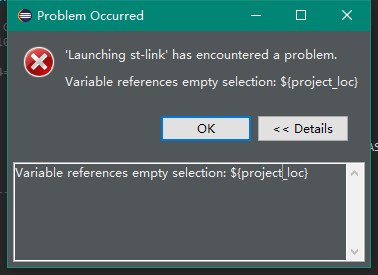 Problem Occurred
'Launching st-link' has encountered a problem.
Variable references empty selection: ${project_loc}
OK
<< Details
Variable references empty selection: ${project_loc}